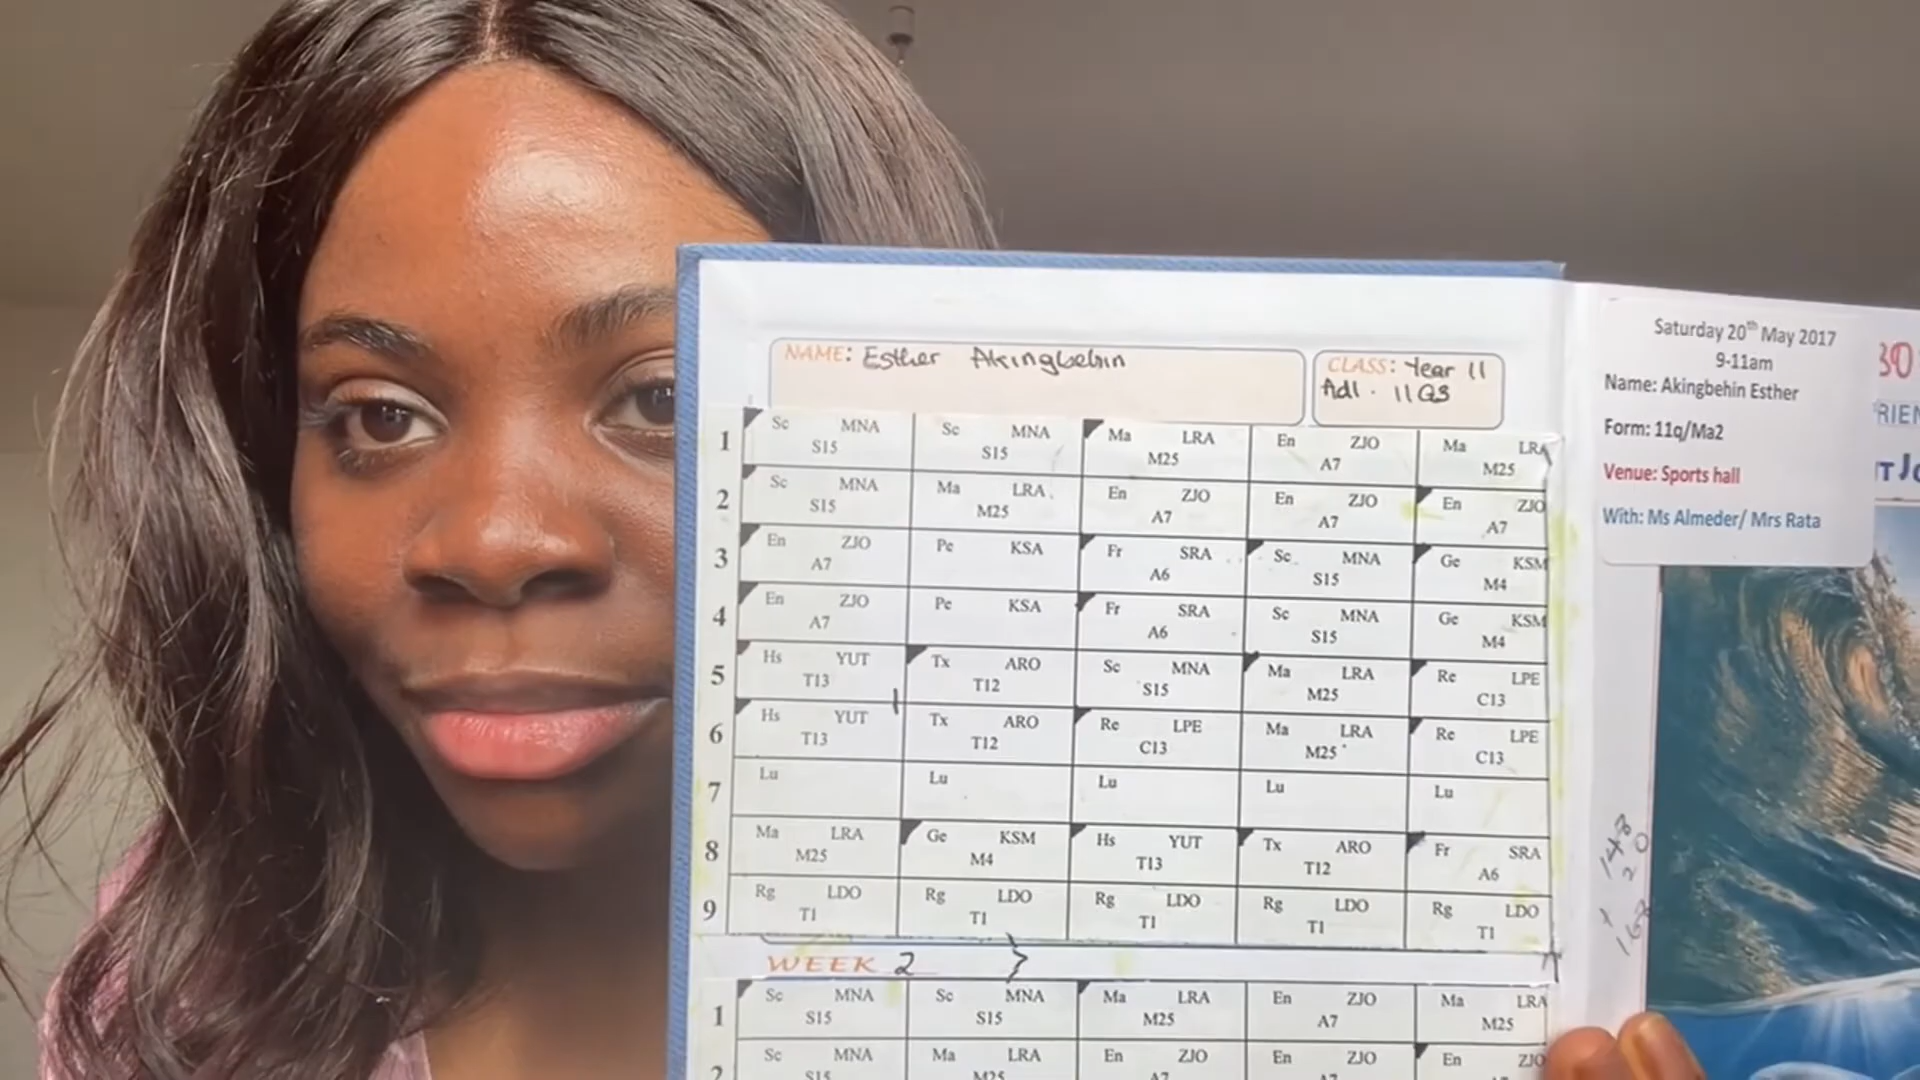 NAME: Esther Akingbehin
CLASS: Year 11
Adl. 11Q3
1 Sc MNA S15 Sc MNA S15 Ma LRA M25 En ZJO A7 Ma LRA M25
2 Sc MNA S15 Ma LRA M25 En ZJO A7 En ZJO A7 En ZJO A7
3 En ZJO A7 Pe KSA Fr SRA A6 Sc MNA S15 Ge KSM M4
4 En ZJO A7 Pe KSA Fr SRA A6 Sc MNA S15 Ge KSM M4
5 Hs YUT T13 Tx ARO T12 Sc MNA S15 Ma LRA M25 Re LPE C13
6 Hs YUT T13 Tx ARO T12 Re LPE C13 Ma LRA M25 Re LPE C13
7 Lu Lu Lu Lu Lu
8 Ma LRA M25 Ge KSM M4 Hs YUT T13 Tx ARO T12 Fr SRA A6
9 Rg LDO T1 Rg LDO T1 Rg LDO T1 Rg LDO T1 Rg LDO T1
WEEK 2
1 Sc MNA S15 Sc MNA S15 Ma LRA M25 En ZJO A7 Ma LRA M25
2 Sc MNA S15 Ma LRA M25 En ZJO A7 En ZJO A7 En ZJO
Saturday 20th May 2017
9-11am
Name: Akingbehin Esther
Form: 11q/Ma2
Venue: Sports hall
With: Ms Almeder/ Mrs Rata
30
148
20
168